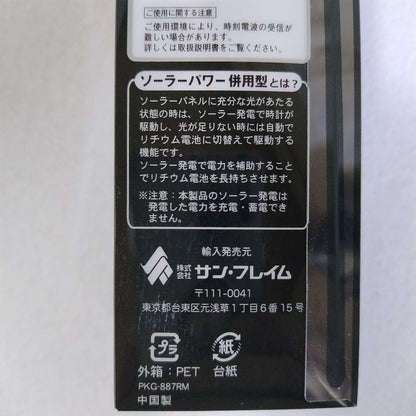 ご使用に関する注意
ご使用環境により、時刻電波の受信が
難しい場合があります。
詳しくは取扱説明書をご覧ください。
ソーラーパワー併用型とは?
ソーラーパネルに充分な光があたる
状態の時は、ソーラー発電で時計が
駆動し、光が足りない時には自動で
リチウム電池に切替えて駆動する
機能です。
ソーラー発電で電力を補助すること
でリチウム電池を長持ちさせます。
※注意:本製品のソーラー発電は
発電した電力を充電・蓄電でき
ません。
輸入発売元
株式会社 サン・フレイム
〒111-0041
東京都台東区元浅草1丁目6番15号
プラ 紙
外箱:PET 台紙
PKG-887RM
中国製